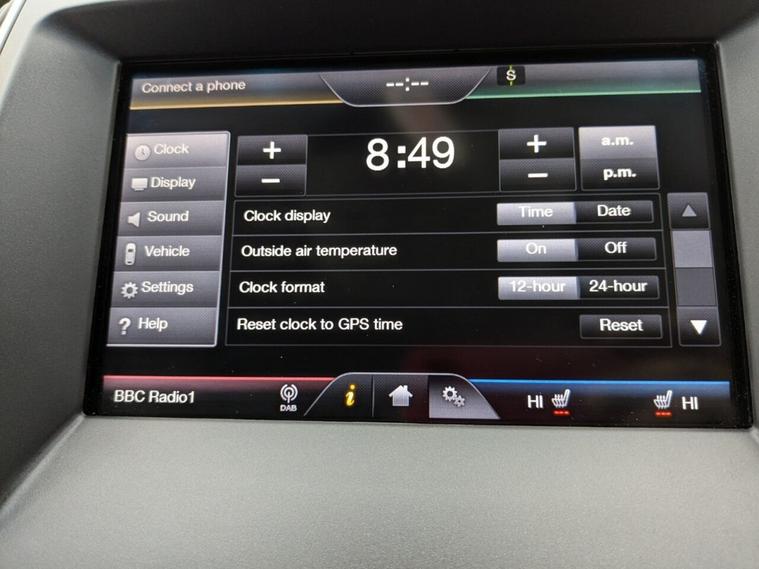 Connect a phone
--:--
S
Clock
+
8:49
+
a.m.
Display
–
–
p.m.
Sound
Clock display
Time
Date
Vehicle
Outside air temperature
On
Off
Settings
Clock format
12-hour
24-hour
? Help
Reset clock to GPS time
Reset
BBC Radio1
DAB
i
HI
HI